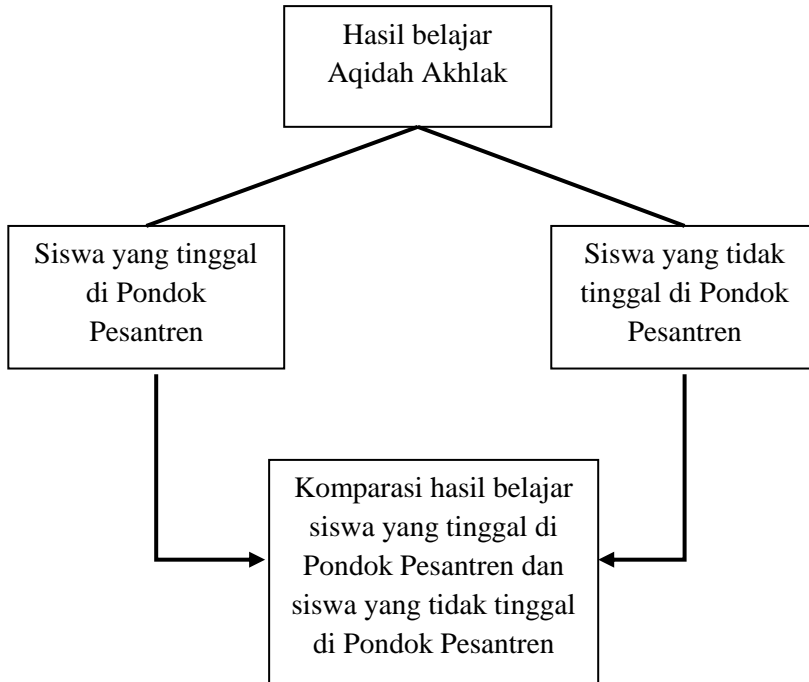 Hasil belajar
Aqidah Akhlak
Siswa yang tinggal
di Pondok
Pesantren
Siswa yang tidak
tinggal di Pondok
Pesantren
Komparasi hasil belajar
siswa yang tinggal di
Pondok Pesantren dan
siswa yang tidak tinggal
di Pondok Pesantren